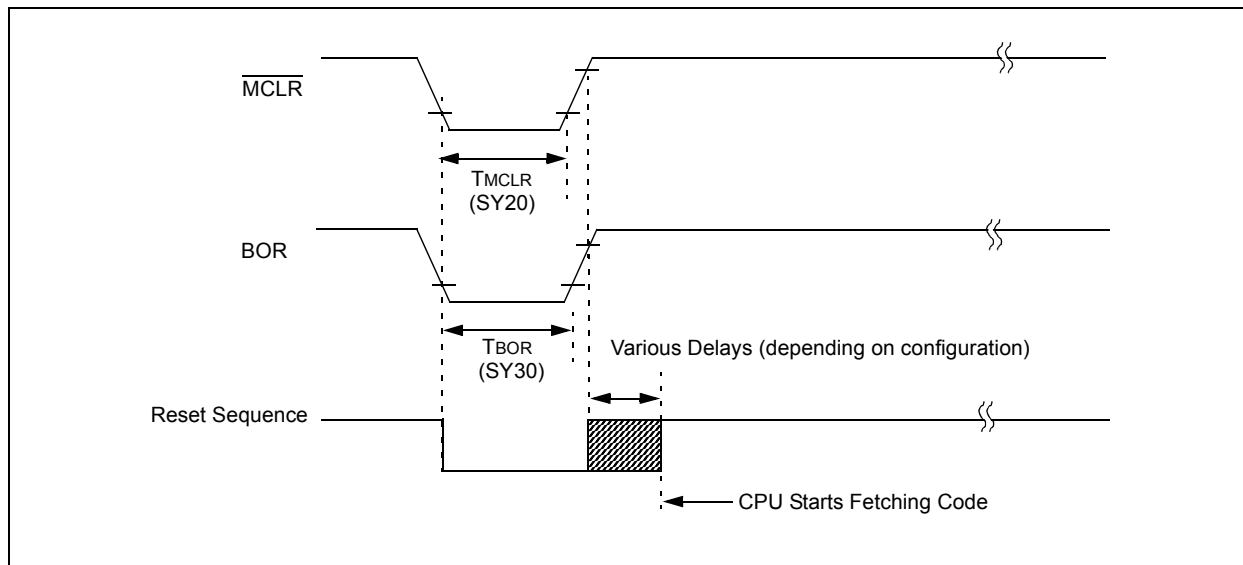 MCLR
TMCLR
(SY20)
BOR
TBOR
(SY30)
Various Delays (depending on configuration)
Reset Sequence
CPU Starts Fetching Code